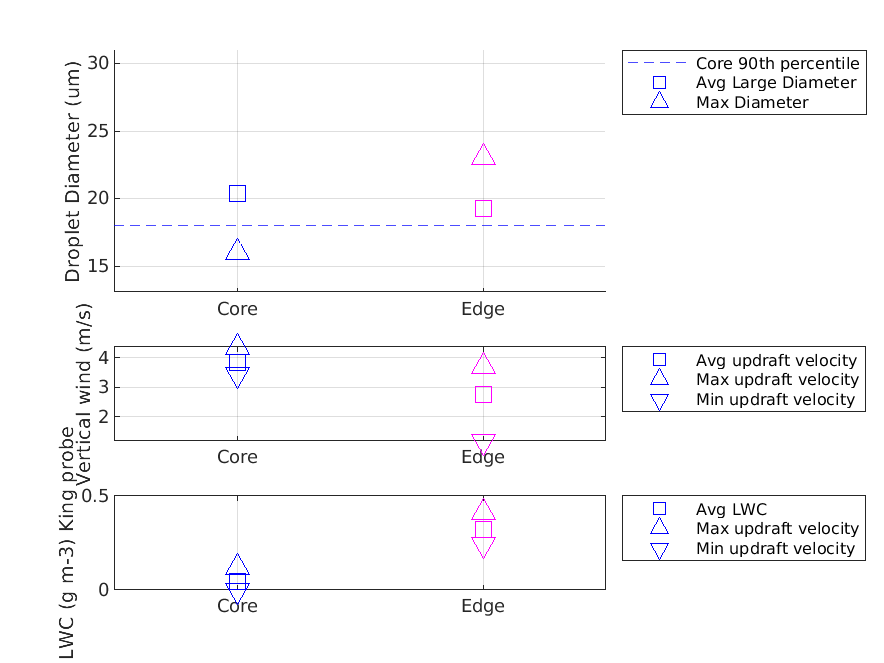 Droplet Diameter (um)
30
25
20
15
Core
Edge
Core 90th percentile
Avg Large Diameter
Max Diameter
Vertical wind (m/s)
4
3
2
Core
Edge
Avg updraft velocity
Max updraft velocity
Min updraft velocity
LWC (g m-3) King probe
0.5
0
Core
Edge
Avg LWC
Max updraft velocity
Min updraft velocity